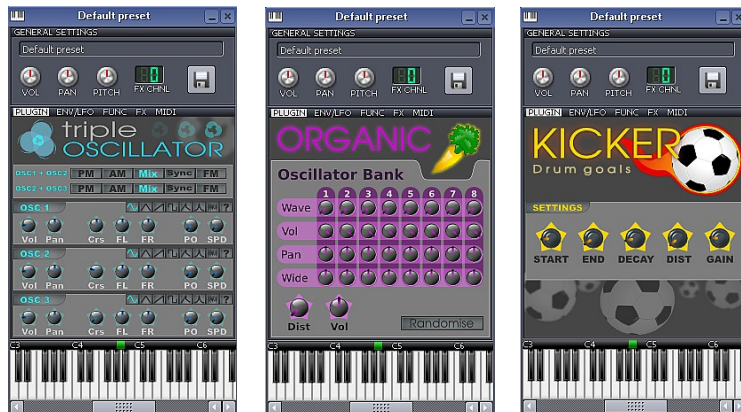 Default preset
GENERAL SETTINGS
Default preset
VOL PAN PITCH FX CHNL
PLUGIN ENV/LFO FUNC FX MIDI
triple
OSCILLATOR
OSC1 + OSC2 PM AM Mix Sync FM
OSC2 + OSC3 PM AM Mix Sync FM
OSC 1 ?
Vol Pan Crs FL FR PO SPD
OSC 2 ?
Vol Pan Crs FL FR PO SPD
OSC 3 ?
Vol Pan Crs FL FR PO SPD
C3 C4 C5 C6
Default preset
GENERAL SETTINGS
Default preset
VOL PAN PITCH FX CHNL
PLUGIN ENV/LFO FUNC FX MIDI
ORGANIC
Oscillator Bank
1 2 3 4 5 6 7 8
Wave
Vol
Pan
Wide
Dist Vol Randomise
C3 C4 C5 C6
Default preset
GENERAL SETTINGS
Default preset
VOL PAN PITCH FX CHNL
PLUGIN ENV/LFO FUNC FX MIDI
KICKER
Drum goals
SETTINGS
START END DECAY DIST GAIN
C3 C4 C5 C6